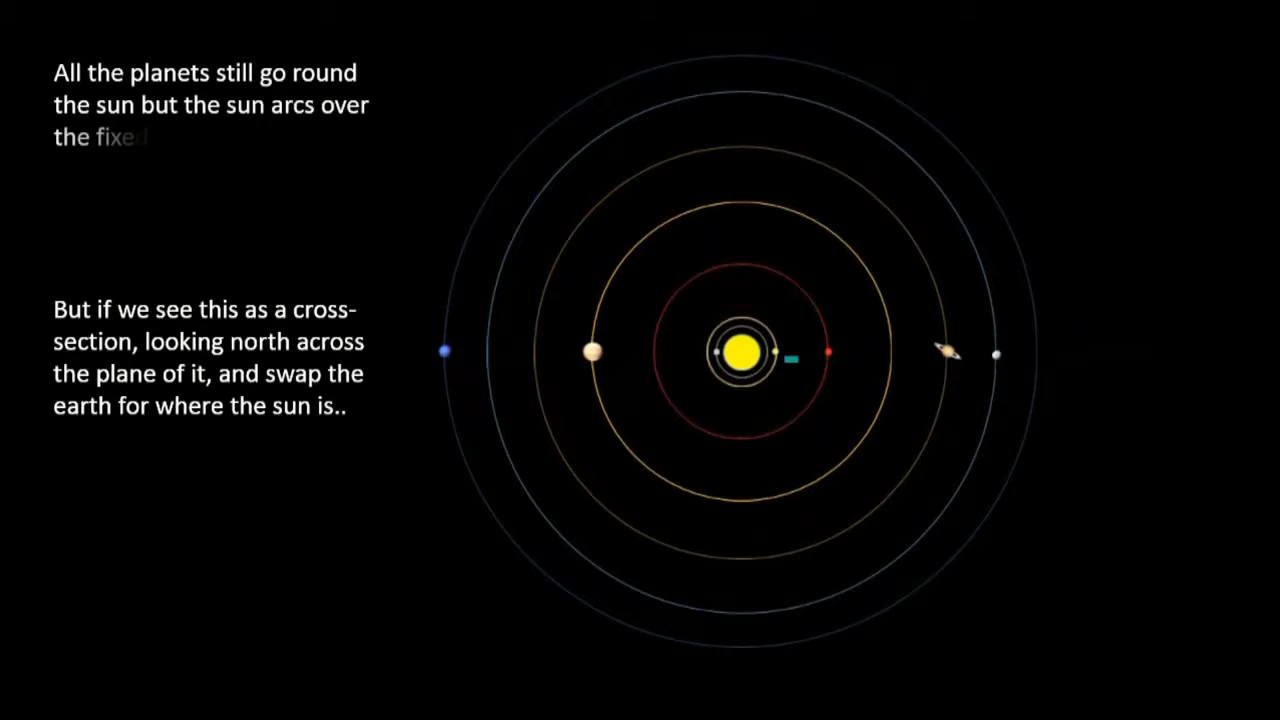 All the planets still go round
the sun but the sun arcs over
the fixed
But if we see this as a cross-
section, looking north across
the plane of it, and swap the
earth for where the sun is..